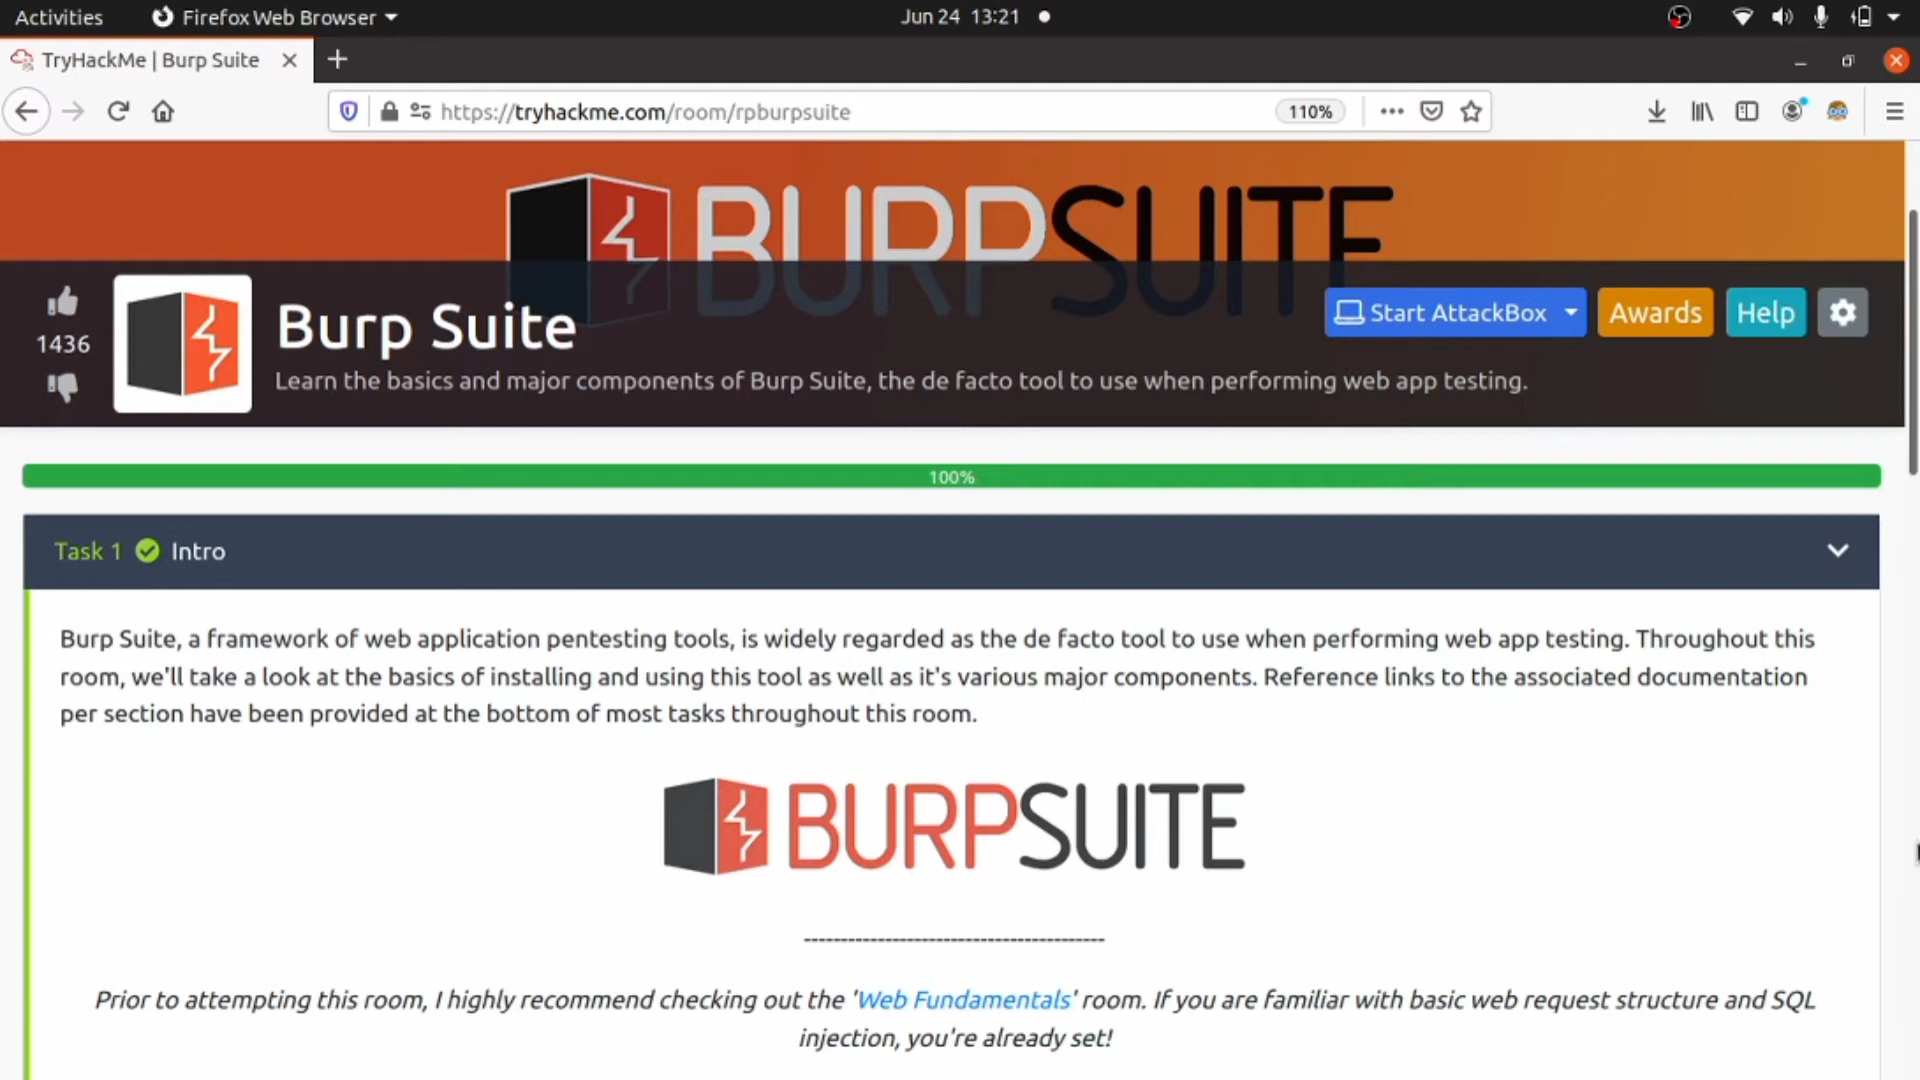 Activities Firefox Web Browser Jun 24 13:21
TryHackMe | Burp Suite
https://tryhackme.com/room/rpburpsuite 110%
BURPSUITE
1436
Burp Suite
Start AttackBox Awards Help
Learn the basics and major components of Burp Suite, the de facto tool to use when performing web app testing.
100%
Task 1 Intro
Burp Suite, a framework of web application pentesting tools, is widely regarded as the de facto tool to use when performing web app testing. Throughout this
room, we'll take a look at the basics of installing and using this tool as well as it's various major components. Reference links to the associated documentation
per section have been provided at the bottom of most tasks throughout this room.
BURPSUITE
-----------------------------------------
Prior to attempting this room, I highly recommend checking out the 'Web Fundamentals' room. If you are familiar with basic web request structure and SQL
injection, you're already set!